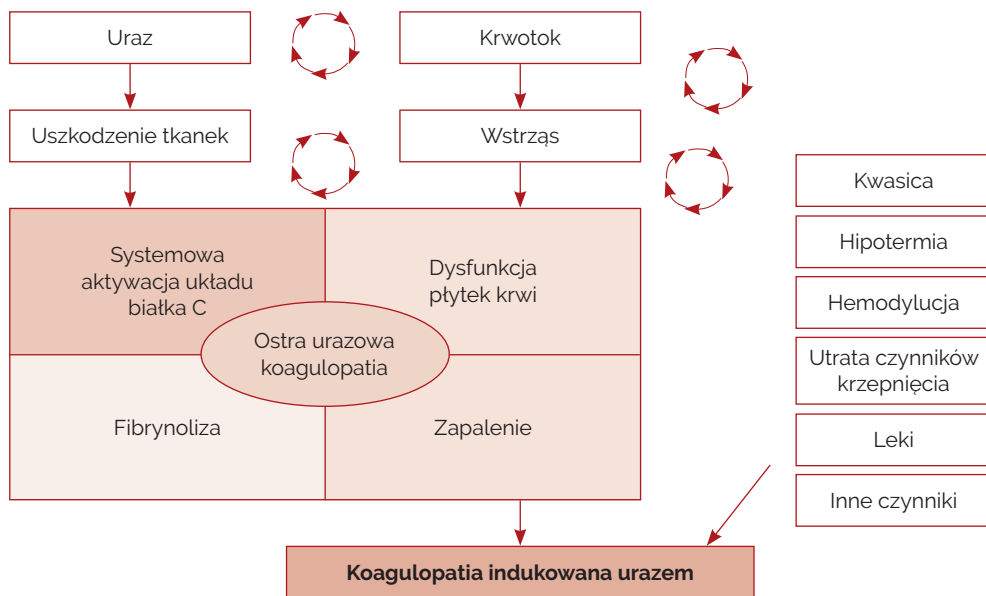 Uraz
Krwotok
Uszkodzenie tkanek
Wstrząs
Systemowa
aktywacja układu
białka C
Dysfunkcja
płytek krwi
Ostra urazowa
koagulopatia
Fibrynoliza
Zapalenie
Kwasica
Hipotermia
Hemodylucja
Utrata czynników
krzepnięcia
Leki
Inne czynniki
Koagulopatia indukowana urazem